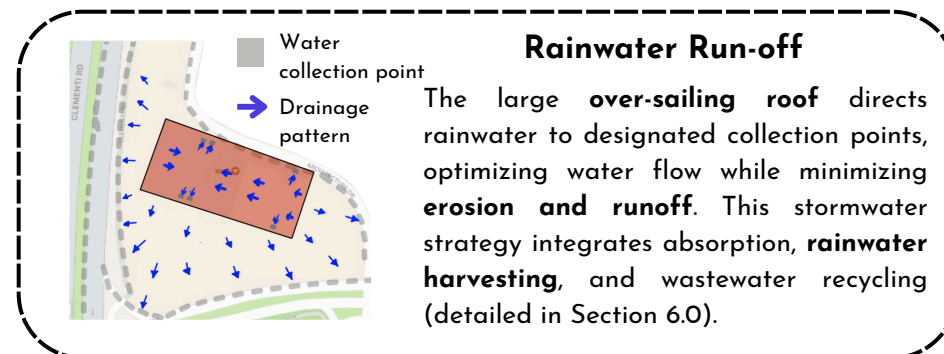 Water
collection point
Drainage
pattern
CLEMENTI RD
Rainwater Run-off
The large over-sailing roof directs
rainwater to designated collection points,
optimizing water flow while minimizing
erosion and runoff. This stormwater
strategy integrates absorption, rainwater
harvesting, and wastewater recycling
(detailed in Section 6.0).